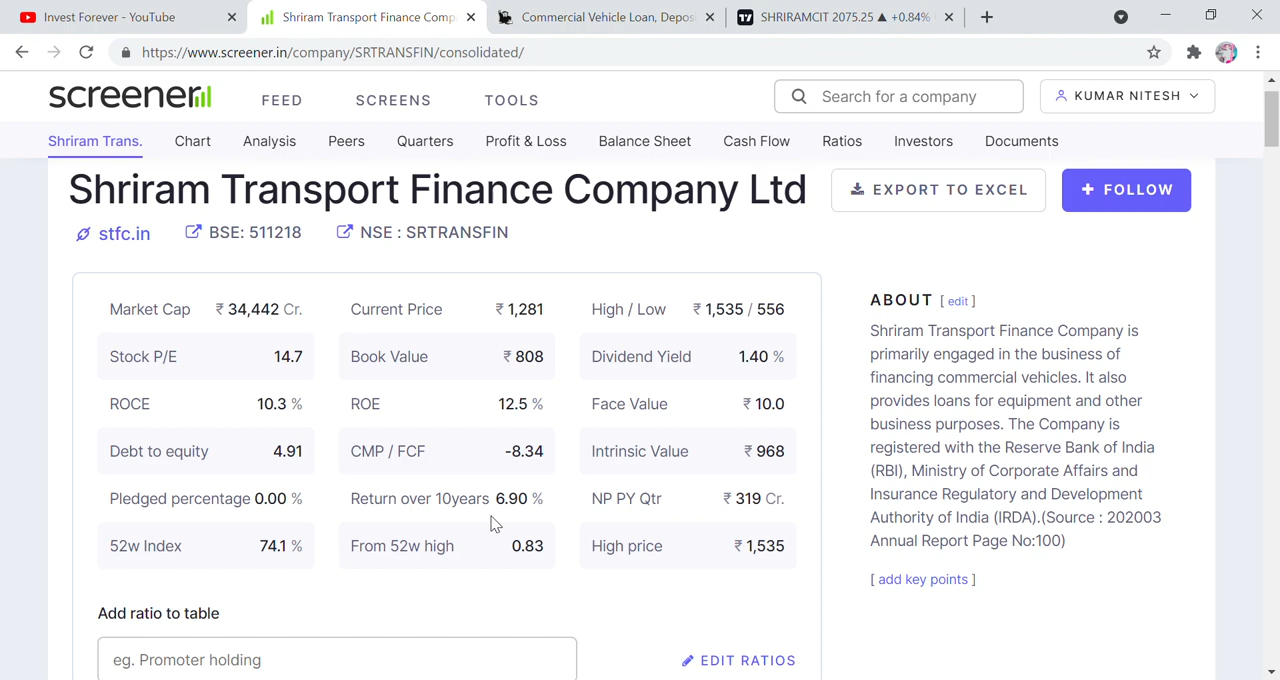 Invest Forever - YouTube
Shriram Transport Finance Comp
Commercial Vehicle Loan, Depos
SHRIRAMCIT 2075.25 ▲ +0.84%
https://www.screener.in/company/SRTRANSFIN/consolidated/
screener
FEED
SCREENS
TOOLS
Search for a company
KUMAR NITESH
Shriram Trans.
Chart
Analysis
Peers
Quarters
Profit & Loss
Balance Sheet
Cash Flow
Ratios
Investors
Documents
Shriram Transport Finance Company Ltd
EXPORT TO EXCEL
+ FOLLOW
stfc.in
BSE: 511218
NSE : SRTRANSFIN
Market Cap ₹ 34,442 Cr.
Current Price ₹ 1,281
High / Low ₹ 1,535 / 556
Stock P/E 14.7
Book Value ₹ 808
Dividend Yield 1.40 %
ROCE 10.3 %
ROE 12.5 %
Face Value ₹ 10.0
Debt to equity 4.91
CMP / FCF -8.34
Intrinsic Value ₹ 968
Pledged percentage 0.00 %
Return over 10years 6.90 %
NP PY Qtr ₹ 319 Cr.
52w Index 74.1 %
From 52w high 0.83
High price ₹ 1,535
Add ratio to table
eg. Promoter holding
EDIT RATIOS
ABOUT [ edit ]
Shriram Transport Finance Company is
primarily engaged in the business of
financing commercial vehicles. It also
provides loans for equipment and other
business purposes. The Company is
registered with the Reserve Bank of India
(RBI), Ministry of Corporate Affairs and
Insurance Regulatory and Development
Authority of India (IRDA).(Source : 202003
Annual Report Page No:100)
[ add key points ]